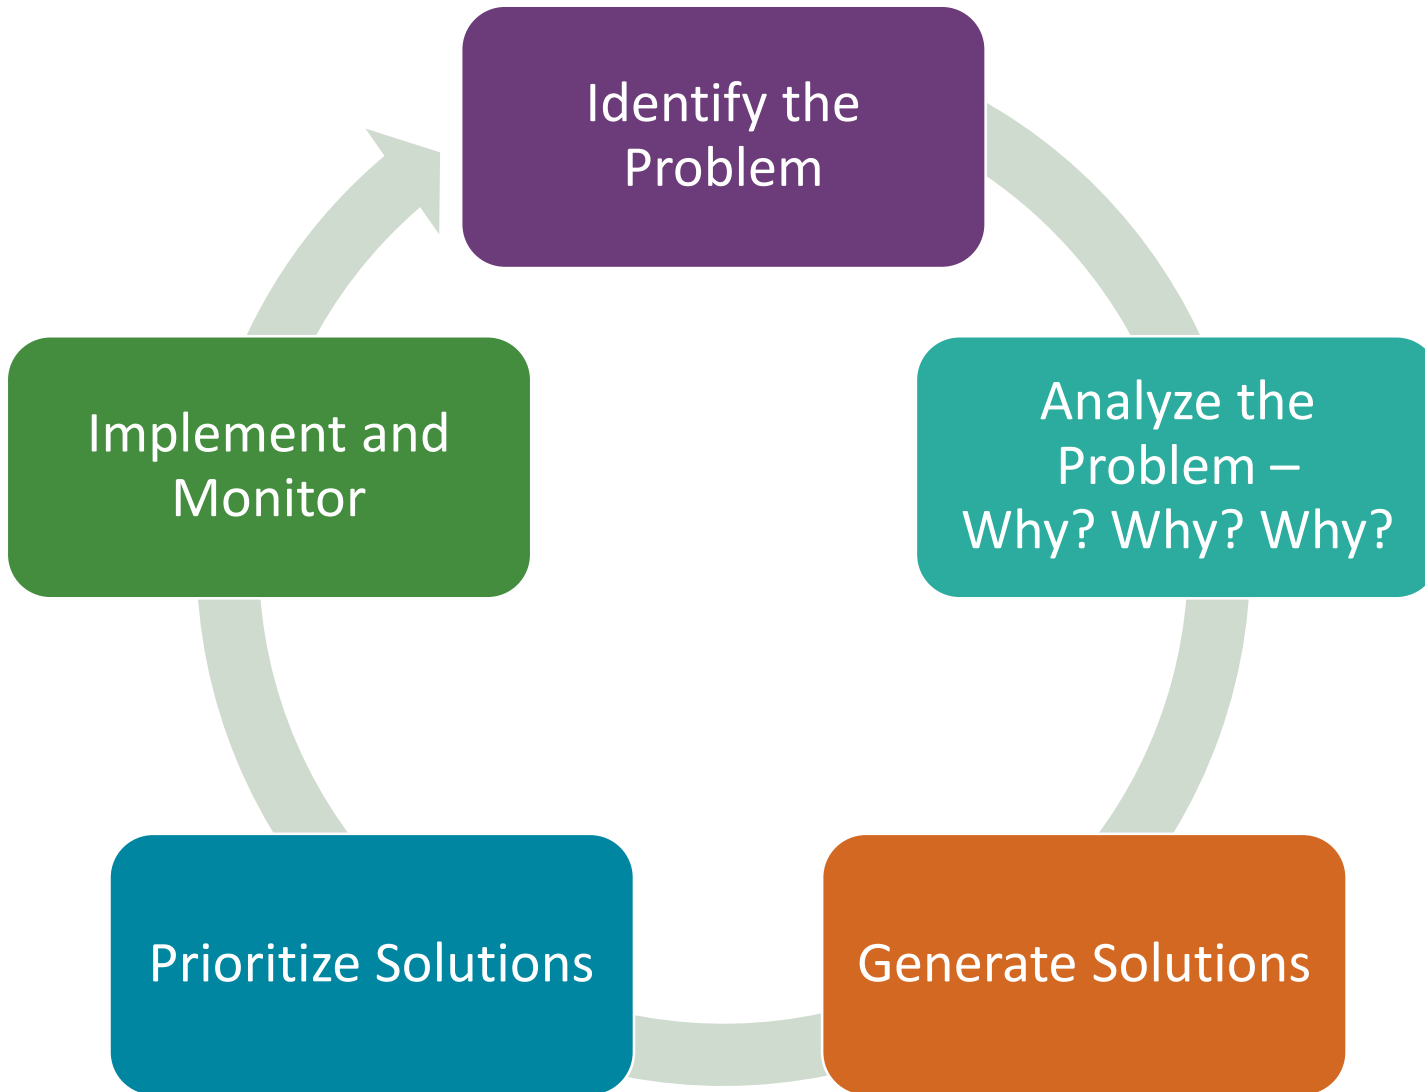 Identify the
Problem
Analyze the
Problem –
Why? Why? Why?
Generate Solutions
Prioritize Solutions
Implement and
Monitor